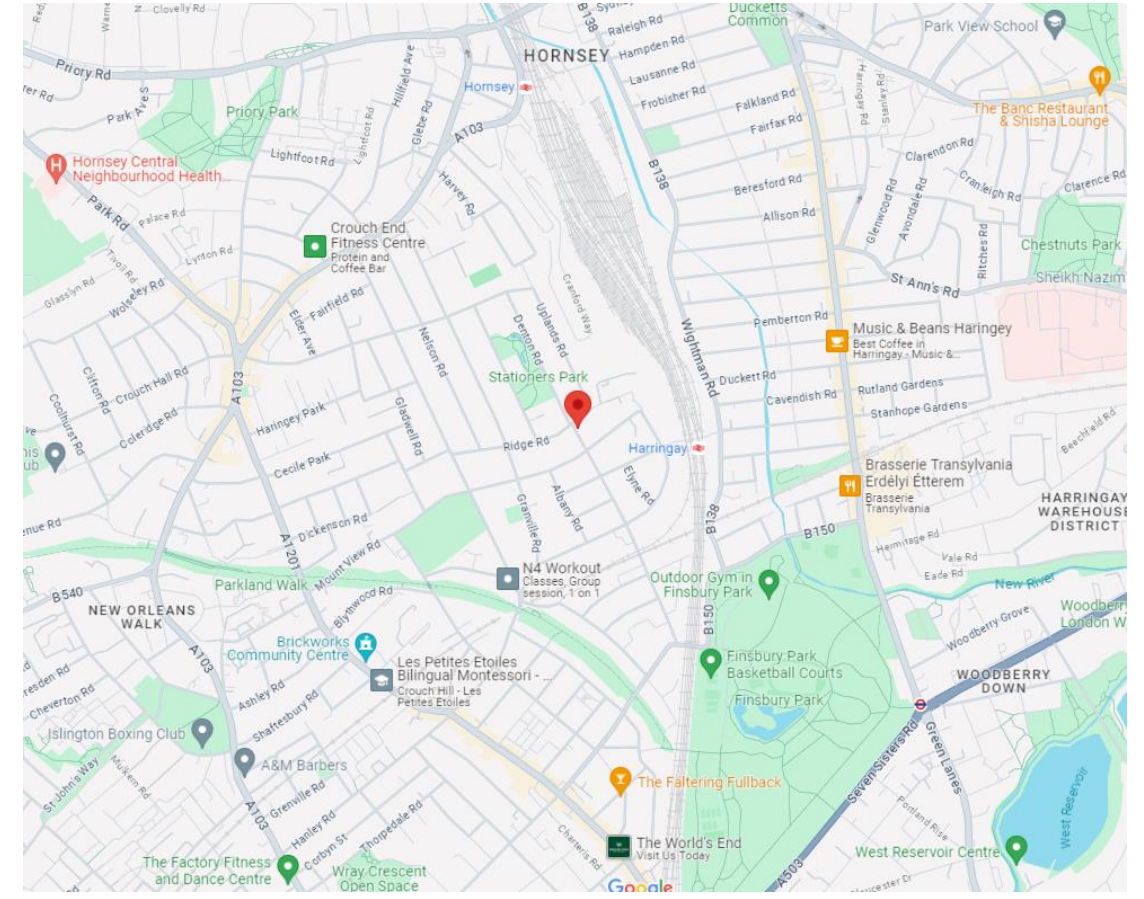 Clovelly Rd
B138
Raleigh Rd
Hampden Rd
HORNSEY
Lausanne Rd
Frobisher Rd
Ducketts
Common
Park View School
Priory Rd
Park Ave S
Priory Park
Hillfield Ave
Glebe Rd
A103
Hornsey
Falkland Rd
Fairfax Rd
Harringay Rd
Stanley Rd
The Banc Restaurant
& Shisha Lounge
Hornsey Central
Neighbourhood Health...
Lightfoot Rd
Lightfoot Rd
Harvey Rd
B138
Beresford Rd
Allison Rd
Clarendon Rd
Cranleigh Rd
Clarence Rd
Glenwood Rd
Avondale Rd
Ritches Rd
Park Rd
Palace Rd
Lynton Rd
Tivoli Rd
Wolseley Rd
Glasslyn Rd
Crouch End
Fitness Centre
Protein and
Coffee Bar
Chestnuts Park
St Ann's Rd
Sheikh Nazim
Fairfield Rd
Elder Ave
Cranford Way
Uplands Rd
Denton Rd
Nelson Rd
Pemberton Rd
Wightman Rd
Music & Beans Haringey
Best Coffee in
Harringay - Music &...
Stationers Park
Duckett Rd
Cavendish Rd
Rutland Gardens
Stanhope Gardens
Clifton Rd
Crouch Hall Rd
Coolhurst Rd
Coleridge Rd
A103
Haringey Park
Gladwell Rd
Cecile Park
Ridge Rd
Harringay
Beechfield Rd
Elyne Rd
Albany Rd
Granville Rd
Brasserie Transylvania
Erdélyi Étterem
Brasserie
Transylvania
HARRINGAY
WAREHOUSE
DISTRICT
Dickenson Rd
A1201
Mount View Rd
B138
B150
Hermitage Rd
Vale Rd
Eade Rd
New River
Parkland Walk
N4 Workout
Classes, Group
session, 1 on 1
Outdoor Gym in
Finsbury Park
B540
NEW ORLEANS
WALK
Blythwood Rd
Brickworks
Community Centre
B150
Woodberry Grove
WOODBERRY
DOWN
A103
Les Petites Etoiles
Bilingual Montessori - ...
Crouch Hill - Les
Petites Etoiles
Finsbury Park
Basketball Courts
Finsbury Park
Cheverton Rd
Ashley Rd
Shaftesbury Rd
Islington Boxing Club
A&M Barbers
St John's Way
Grenville Rd
Hanley Rd
Corbyn St
Thorpedale Rd
A103
Seven Sisters Rd
Green Lanes
The Faltering Fullback
Portland Rise
West Reservoir
The World's End
Visit Us Today
Charteris Rd
West Reservoir Centre
The Factory Fitness
and Dance Centre
Wray Crescent
Open Space
A503
Google